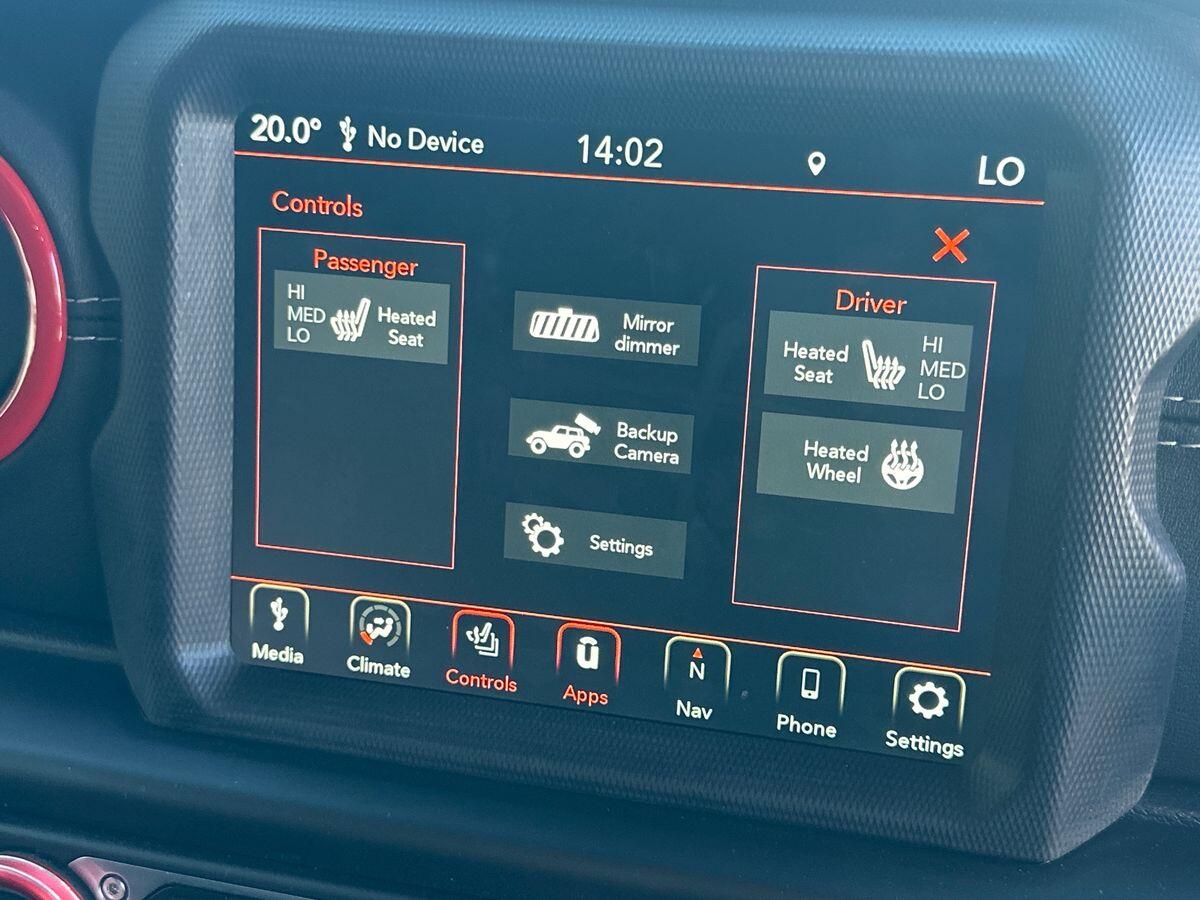 20.0° No Device 14:02 LO
Controls
Passenger
HI
MED
LO
Heated
Seat
Mirror
dimmer
Backup
Camera
Settings
Driver
Heated
Seat
HI
MED
LO
Heated
Wheel
Media
Climate
Controls
Apps
N
Nav
Phone
Settings